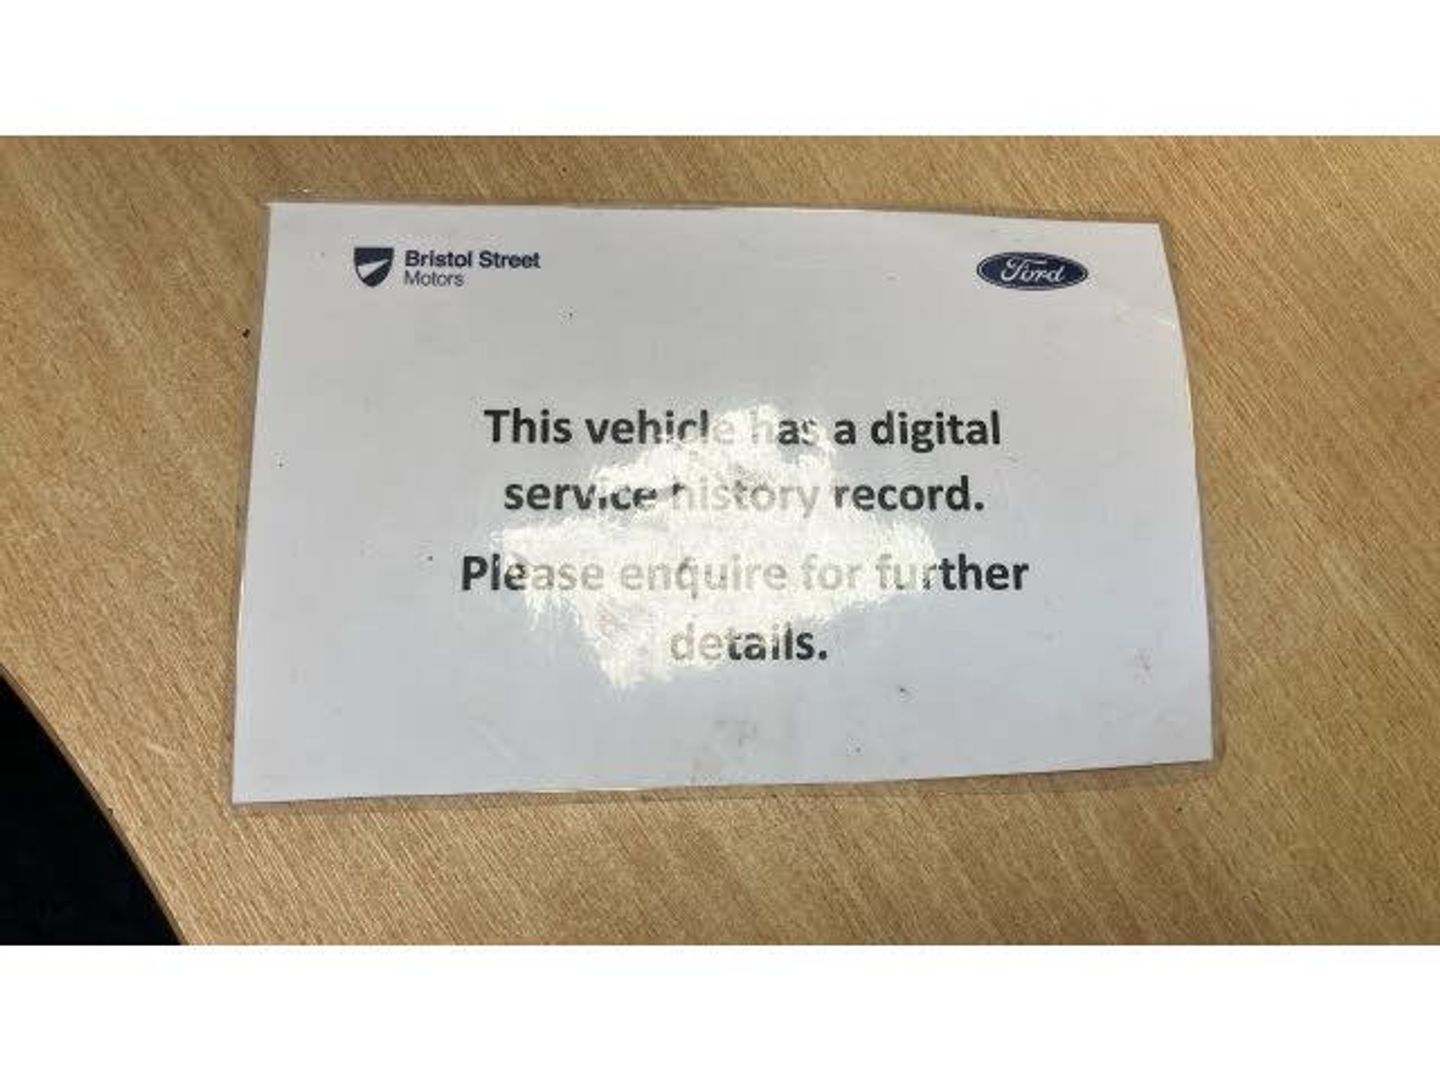 Bristol Street
Motors
Ford
This vehicle has a digital
service history record.
Please enquire for further
details.